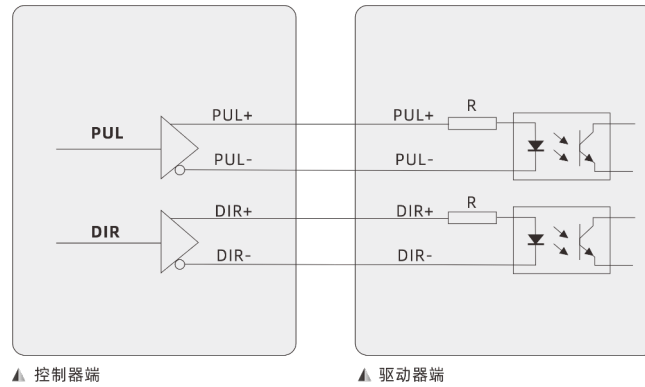 PUL+ PUL+ R
PUL
PUL- PUL-
DIR+ DIR+ R
DIR
DIR- DIR-
控制器端 驱动器端